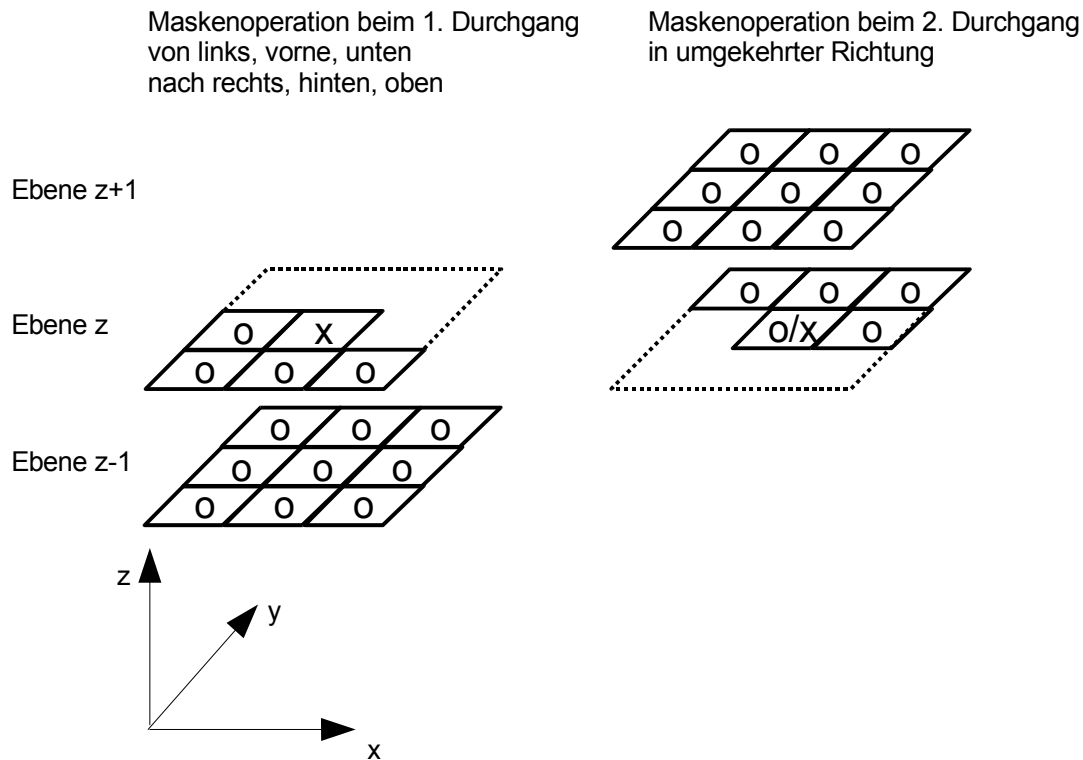 Maskenoperation beim 1. Durchgang
von links, vorne, unten
nach rechts, hinten, oben
Maskenoperation beim 2. Durchgang
in umgekehrter Richtung
o o o
Ebene z+1
o o o
o o o
o o o
Ebene z
o x
o/x o
o o o
o o o
Ebene z-1
o o o
o o o
z
y
x